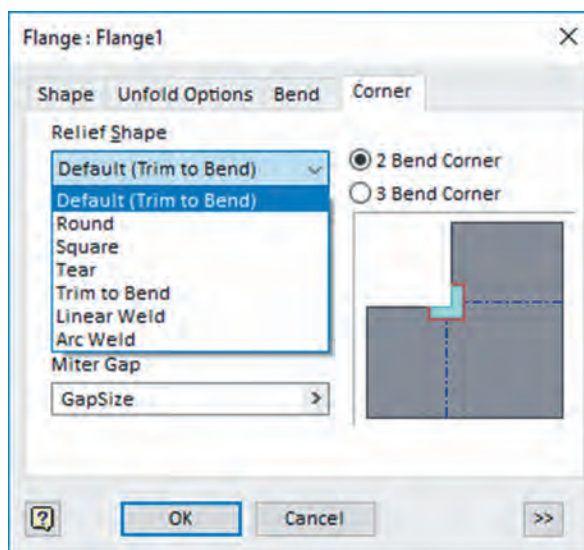 Flange : Flange1
Shape Unfold Options Bend Corner
Relief Shape
Default (Trim to Bend)
Default (Trim to Bend)
Round
Square
Tear
Trim to Bend
Linear Weld
Arc Weld
2 Bend Corner
3 Bend Corner
Miter Gap
GapSize >
? OK Cancel >>